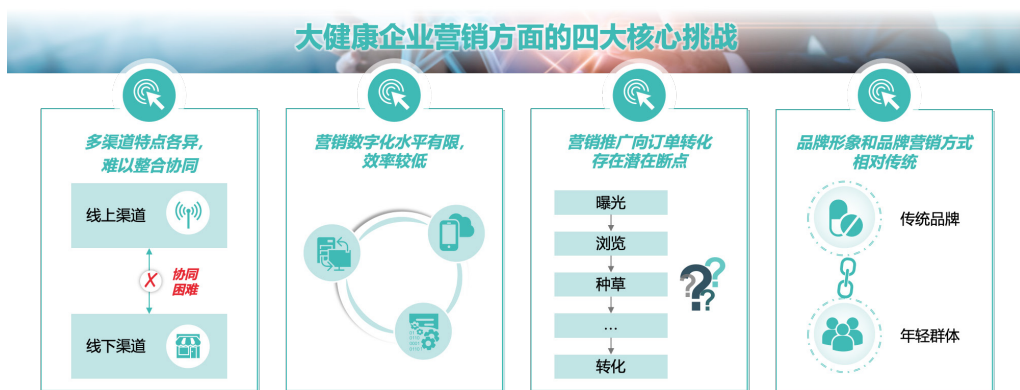 大健康企业营销方面的四大核心挑战
多渠道特点各异，
难以整合协同
线上渠道
X
协同
困难
线下渠道
营销数字化水平有限，
效率较低
营销推广向订单转化
存在潜在断点
曝光
浏览
种草
...
转化
???
品牌形象和品牌营销方式
相对传统
传统品牌
年轻群体